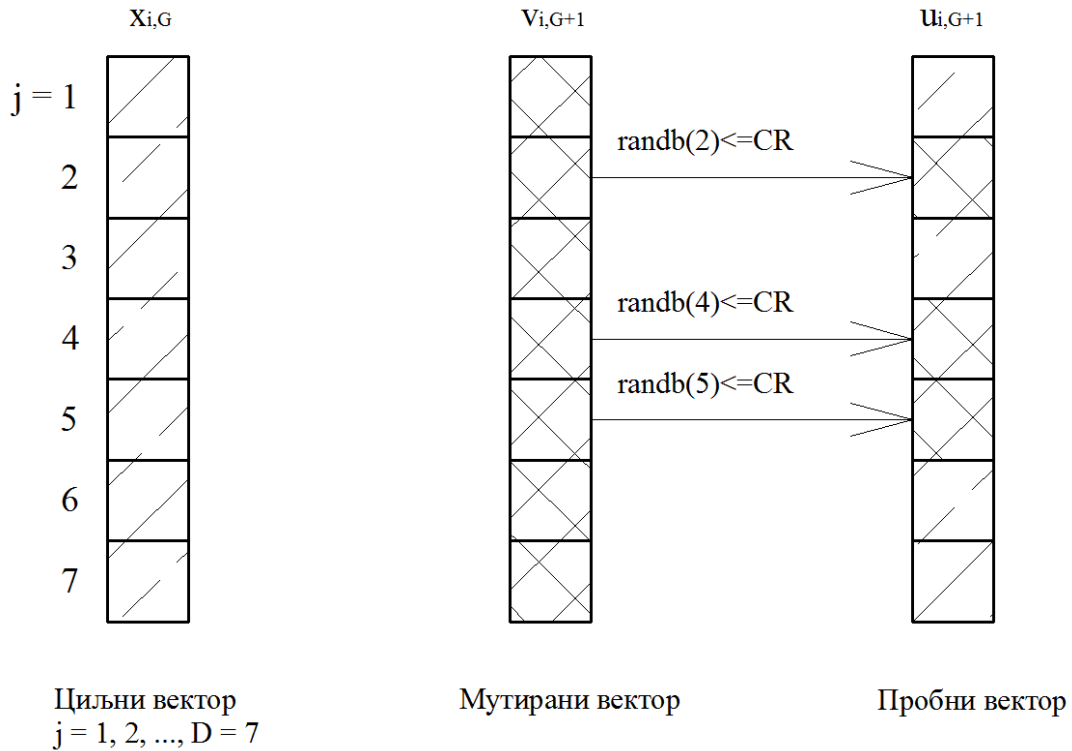 xi,G
vi,G+1
ui,G+1
j = 1
2
3
4
5
6
7
randb(2)<=CR
randb(4)<=CR
randb(5)<=CR
Циљни вектор
j = 1, 2, ..., D = 7
Мутирани вектор
Пробни вектор